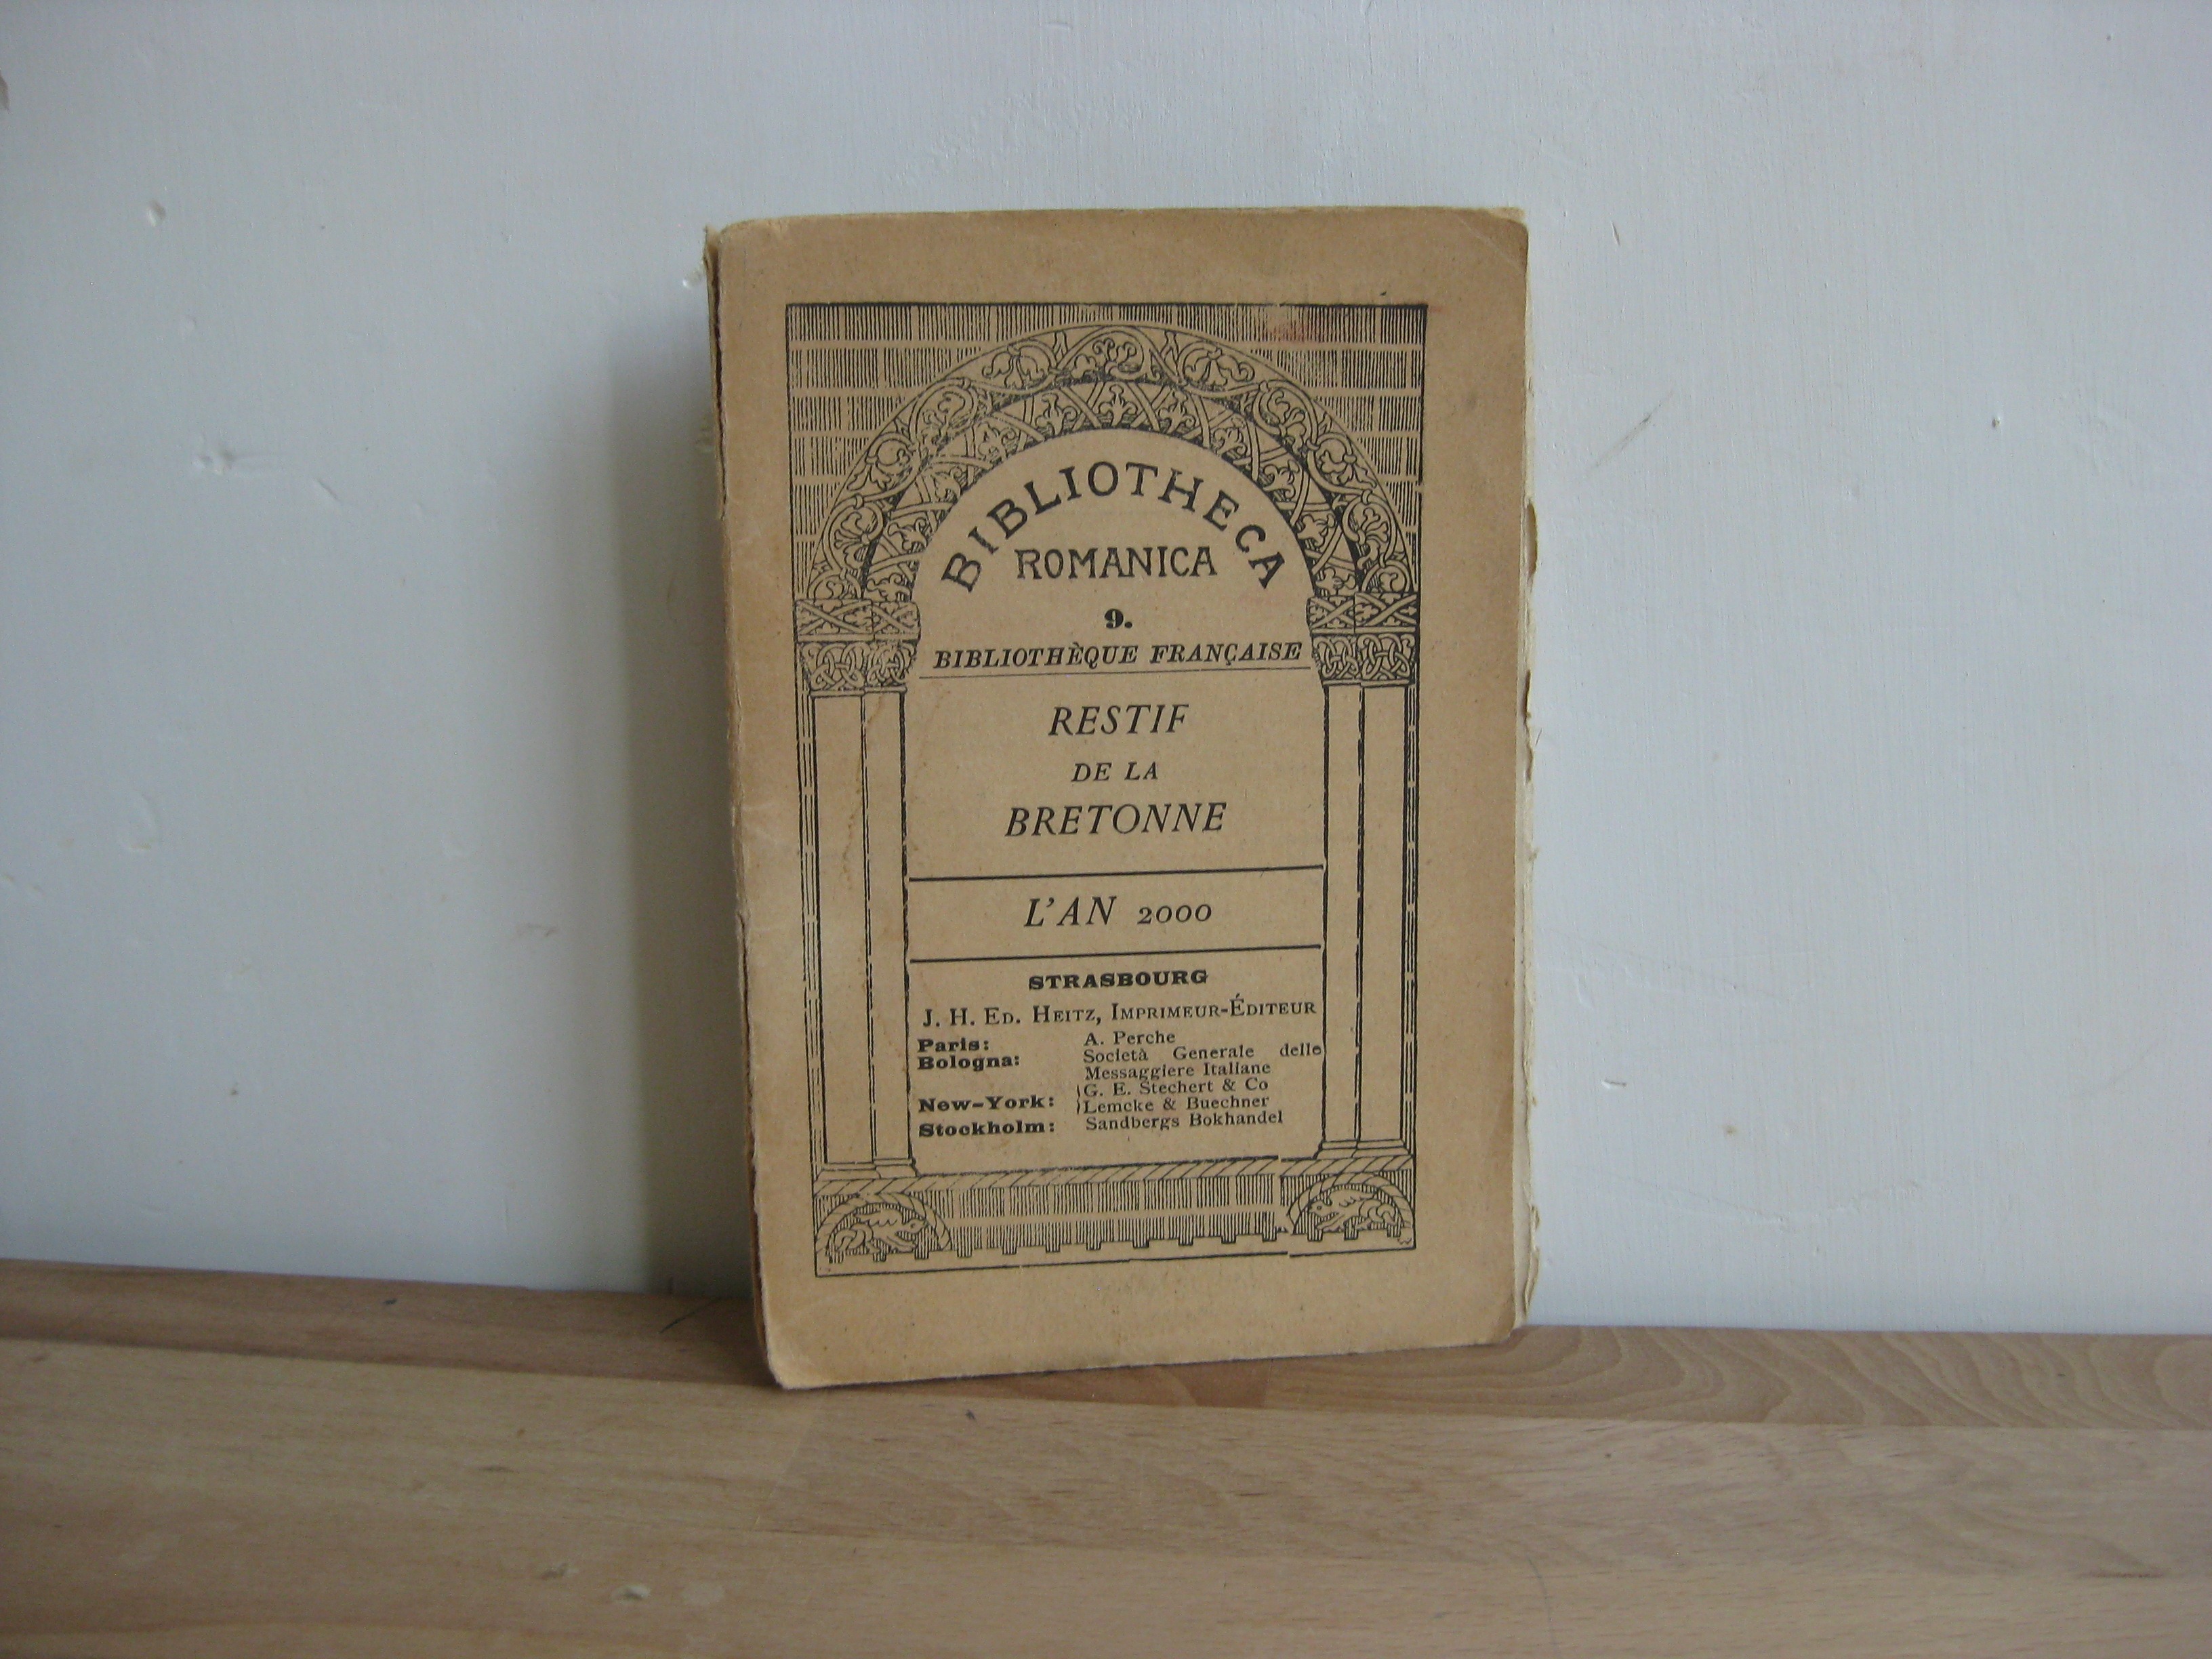 BIBLIOTHECA
ROMANICA
9.
BIBLIOTHÈQUE FRANÇAISE
RESTIF
DE LA
BRETONNE
L'AN 2000
STRASBOURG
J. H. ED. HEITZ, IMPRIMEUR-ÉDITEUR
Paris: A. Perche
Bologna: Società Generale delle
Messaggiere Italiane
G. E. Stechert & Co
New-York: Lemcke & Buechner
Stockholm: Sandbergs Bokhandel